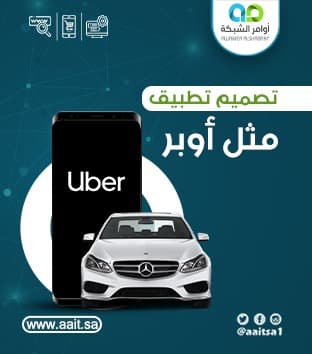 أوامر الشبكة
تصميم تطبيق
مثل أوبر
Uber
www.aait.sa
@aaitsa1